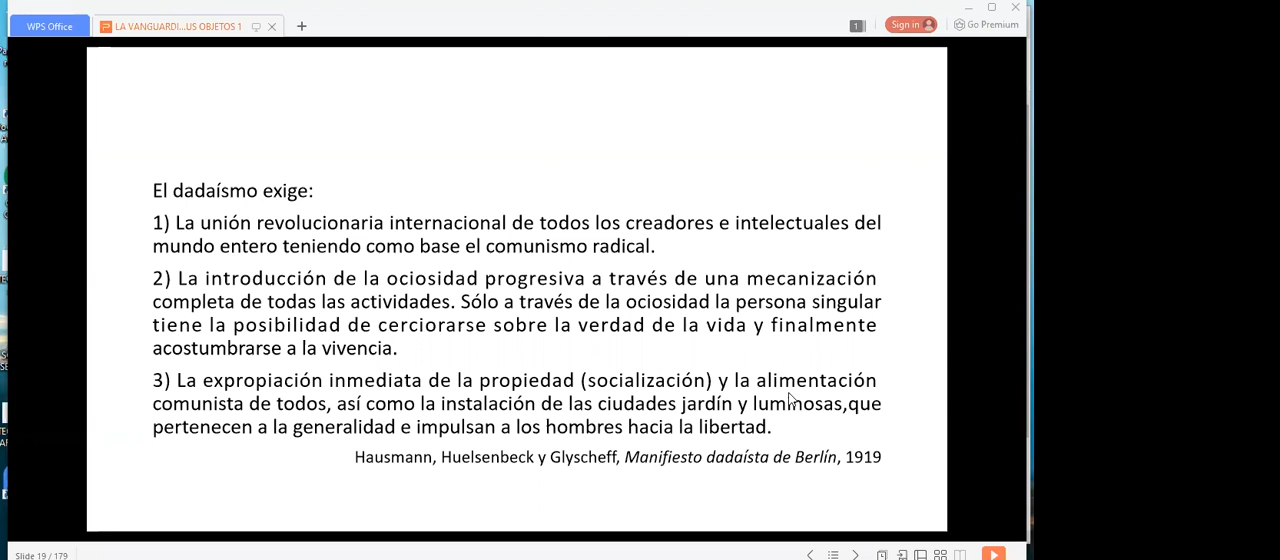 WPS Office
LA VANGUARDI...US OBJETOS 1
1
Sign in
Go Premium
El dadaísmo exige:
1) La unión revolucionaria internacional de todos los creadores e intelectuales del
mundo entero teniendo como base el comunismo radical.
2) La introducción de la ociosidad progresiva a través de una mecanización
completa de todas las actividades. Sólo a través de la ociosidad la persona singular
tiene la posibilidad de cerciorarse sobre la verdad de la vida y finalmente
acostumbrarse a la vivencia.
3) La expropiación inmediata de la propiedad (socialización) y la alimentación
comunista de todos, así como la instalación de las ciudades jardín y luminosas,que
pertenecen a la generalidad e impulsan a los hombres hacia la libertad.
Hausmann, Huelsenbeck y Glyscheff, Manifiesto dadaísta de Berlín, 1919
Slide 19 / 179